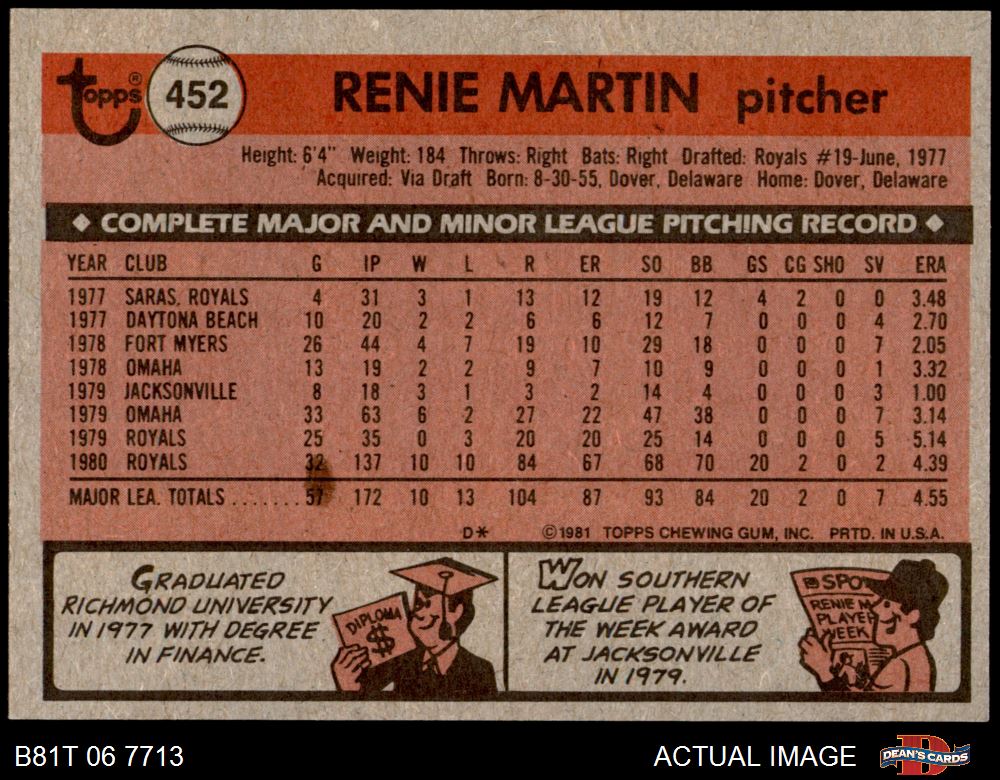 Topps® 452 RENIE MARTIN pitcher
Height: 6'4" Weight: 184 Throws: Right Bats: Right Drafted: Royals #19-June, 1977
Acquired: Via Draft Born: 8-30-55, Dover, Delaware Home: Dover, Delaware
◆ COMPLETE MAJOR AND MINOR LEAGUE PITCHING RECORD ◆
YEAR CLUB G IP W L R ER SO BB GS CG SHO SV ERA
1977 SARAS. ROYALS 4 31 3 1 13 12 19 12 4 2 0 0 3.48
1977 DAYTONA BEACH 10 20 2 2 6 6 12 7 0 0 0 4 2.70
1978 FORT MYERS 26 44 4 7 19 10 29 18 0 0 0 7 2.05
1978 OMAHA 13 19 2 2 9 7 10 9 0 0 0 1 3.32
1979 JACKSONVILLE 8 18 3 1 3 2 14 4 0 0 0 3 1.00
1979 OMAHA 33 63 6 2 27 22 47 38 0 0 0 7 3.14
1979 ROYALS 25 35 0 3 20 20 25 14 0 0 0 5 5.14
1980 ROYALS 32 137 10 10 84 67 68 70 20 2 0 2 4.39
MAJOR LEA. TOTALS ....... 57 172 10 13 104 87 93 84 20 2 0 7 4.55
D* ©1981 TOPPS CHEWING GUM, INC. PRTD. IN U.S.A.
GRADUATED
RICHMOND UNIVERSITY
IN 1977 WITH DEGREE
IN FINANCE.
DIPLOMA
$
WON SOUTHERN
LEAGUE PLAYER OF
THE WEEK AWARD
AT JACKSONVILLE
IN 1979.
SPO
RENIE M
PLAYER
WEEK
B81T 06 7713 ACTUAL IMAGE DEAN'S CARDS